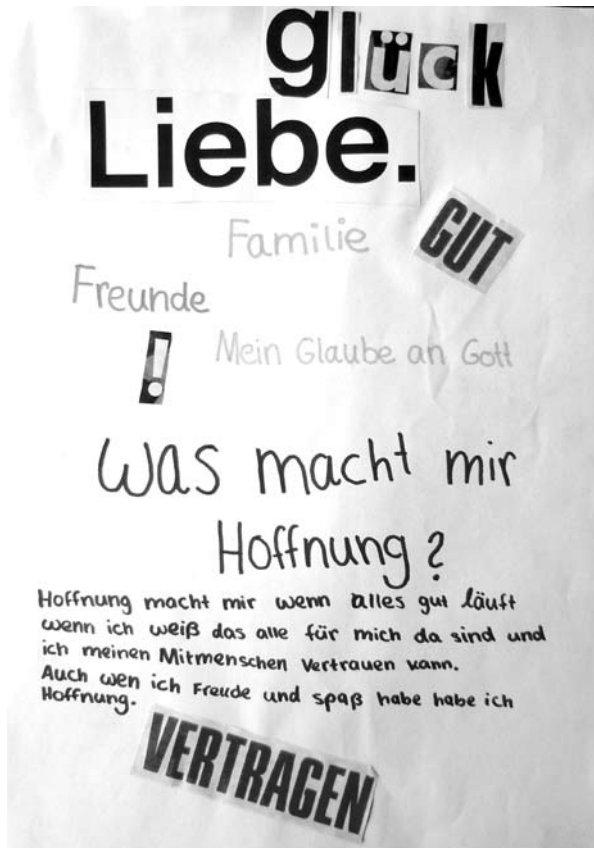 glück
Liebe.
Familie
GUT
Freunde
!
Mein Glaube an Gott
Was macht mir
Hoffnung?
Hoffnung macht mir wenn alles gut läuft
wenn ich weiß das alle für mich da sind und
ich meinen Mitmenschen Vertrauen kann.
Auch wen ich Freude und spaß habe habe ich
Hoffnung.
VERTRAGEN